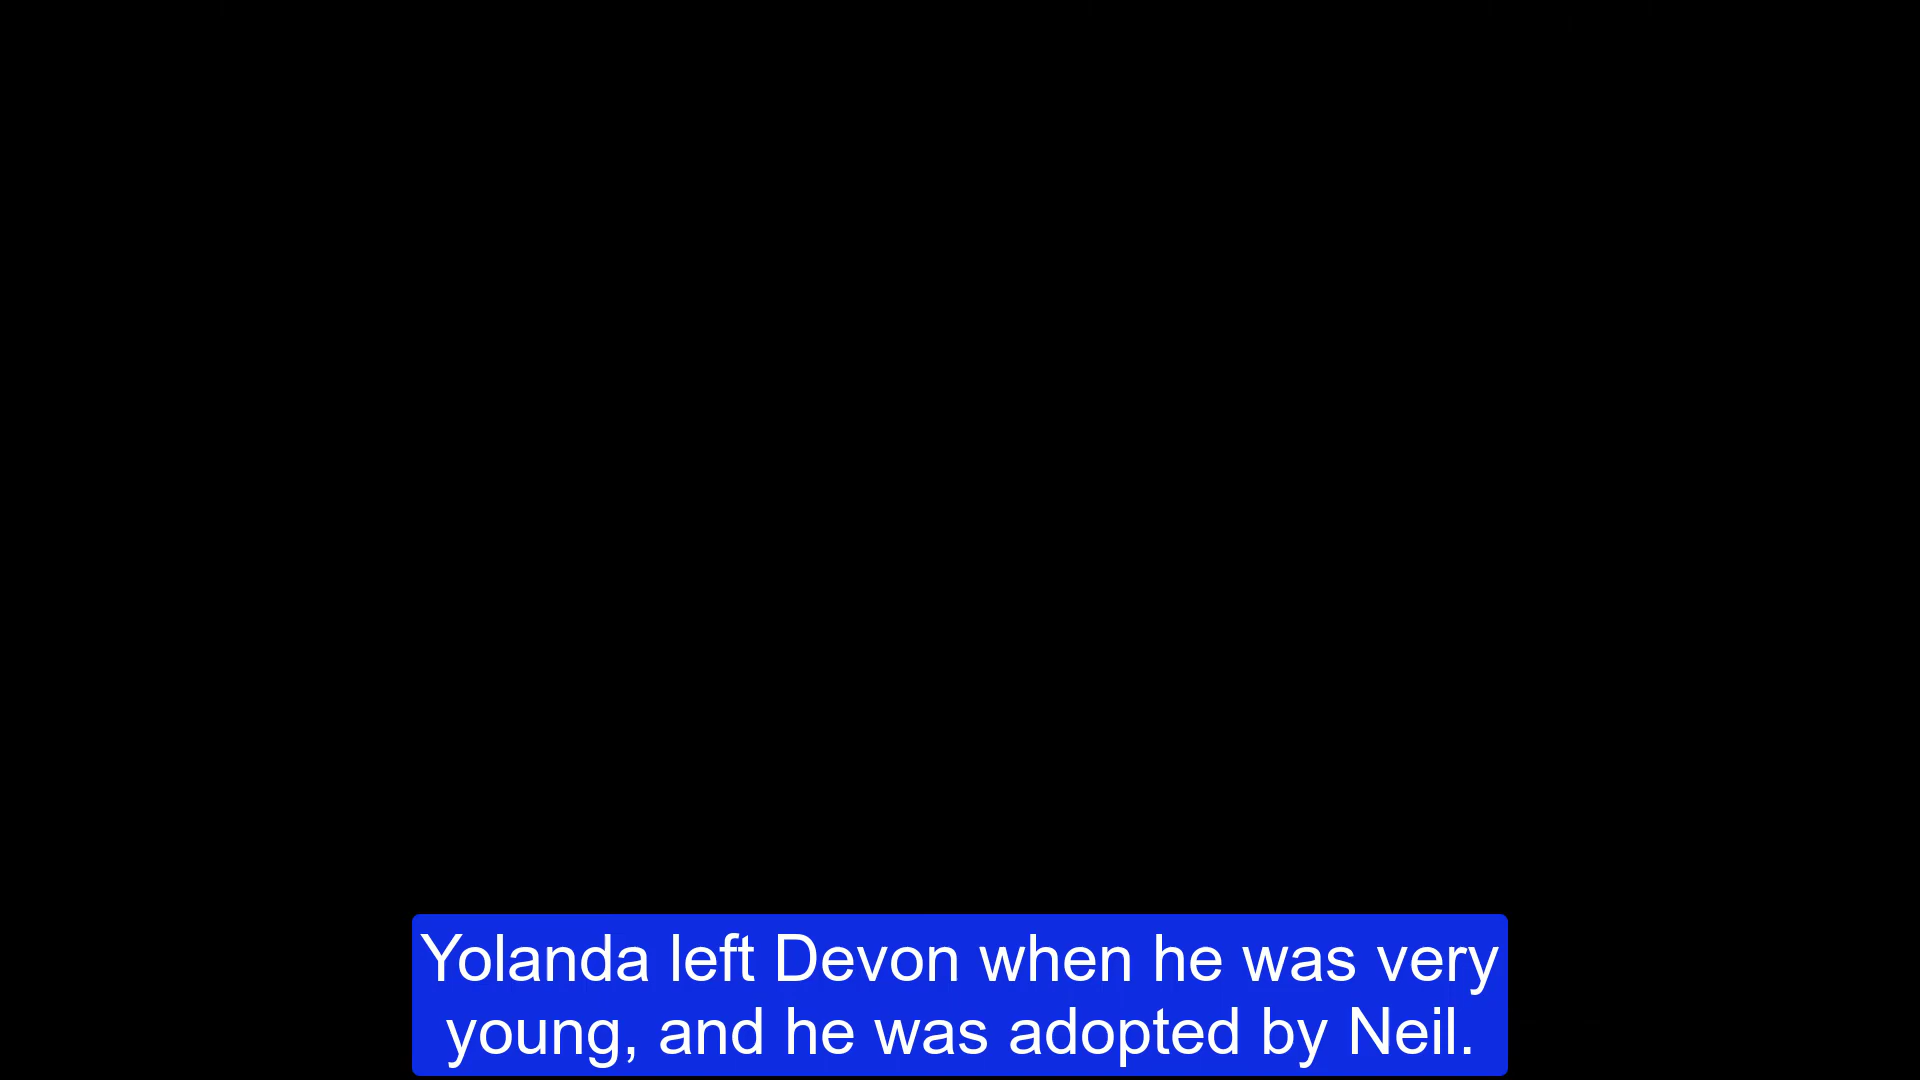 Yolanda left Devon when he was very
young, and he was adopted by Neil.